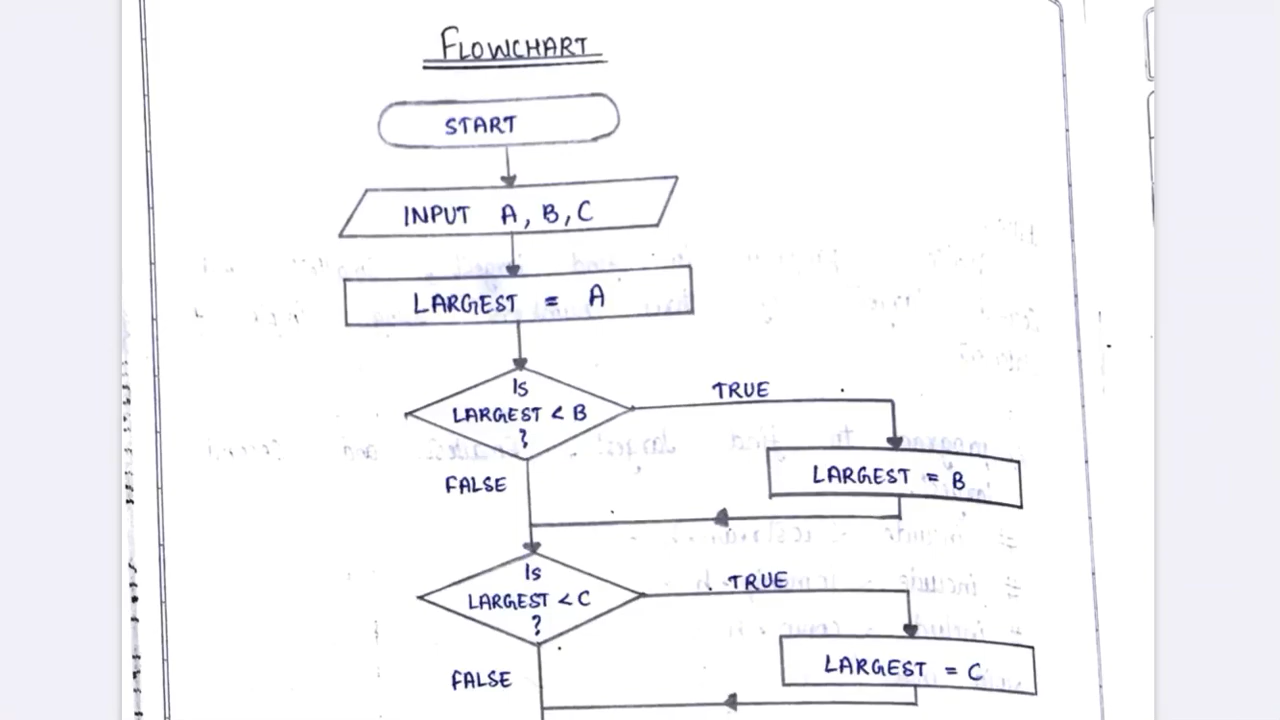 FLOWCHART
START
INPUT A, B, C
LARGEST = A
Is
LARGEST < B
?
TRUE
FALSE
LARGEST = B
Is
LARGEST < C
?
TRUE
FALSE
LARGEST = C